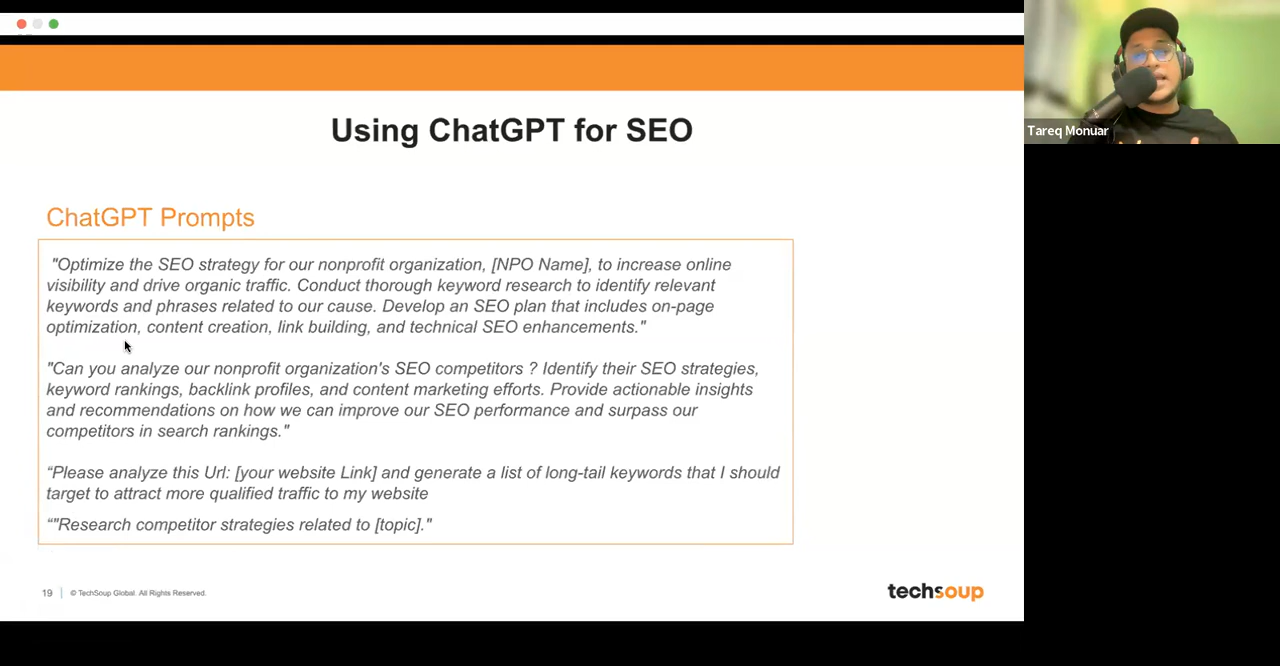 Using ChatGPT for SEO
Tareq Monuar
ChatGPT Prompts
"Optimize the SEO strategy for our nonprofit organization, [NPO Name], to increase online
visibility and drive organic traffic. Conduct thorough keyword research to identify relevant
keywords and phrases related to our cause. Develop an SEO plan that includes on-page
optimization, content creation, link building, and technical SEO enhancements."
"Can you analyze our nonprofit organization's SEO competitors ? Identify their SEO strategies,
keyword rankings, backlink profiles, and content marketing efforts. Provide actionable insights
and recommendations on how we can improve our SEO performance and surpass our
competitors in search rankings."
“Please analyze this Url: [your website Link] and generate a list of long-tail keywords that I should
target to attract more qualified traffic to my website
“"Research competitor strategies related to [topic]."
19
© TechSoup Global. All Rights Reserved.
techsoup